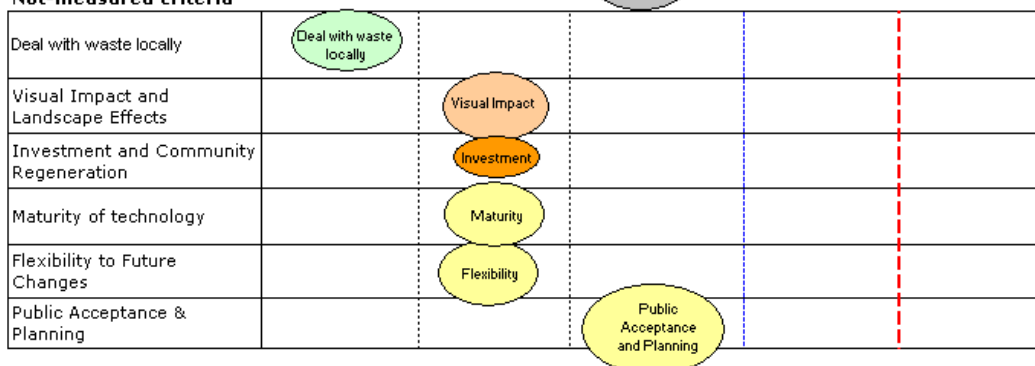 Not-measured criteria
Deal with waste locally
Deal with waste
locally
Visual Impact and
Landscape Effects
Visual Impact
Investment and Community
Regeneration
Investment
Maturity of technology
Maturity
Flexibility to Future
Changes
Flexibility
Public Acceptance &
Planning
Public
Acceptance
and Planning